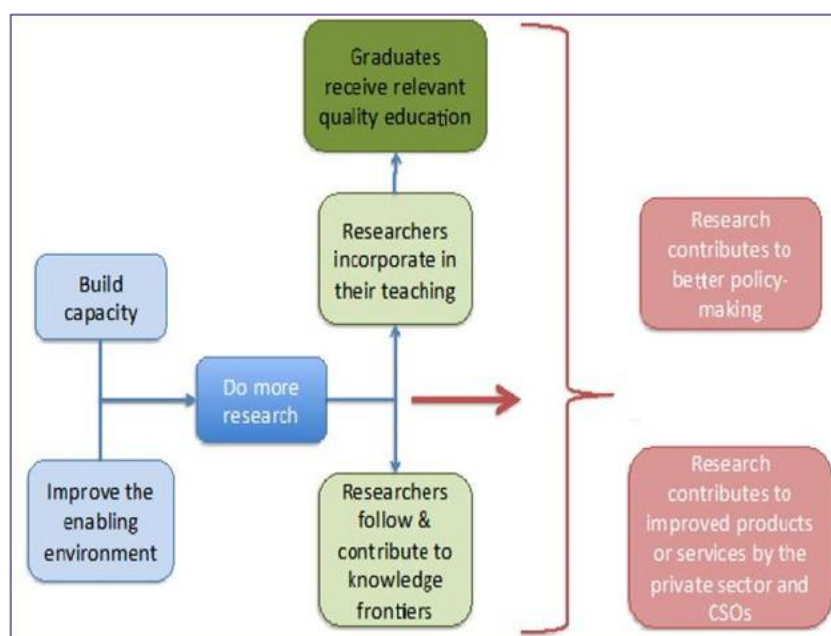 Graduates
receive relevant
quality education
Researchers
incorporate in
their teaching
Build
capacity
Do more
research
Improve the
enabling
environment
Researchers
follow &
contribute to
knowledge
frontiers
Research
contributes to
better policy-
making
Research
contributes to
improved products
or services by the
private sector and
CSOs